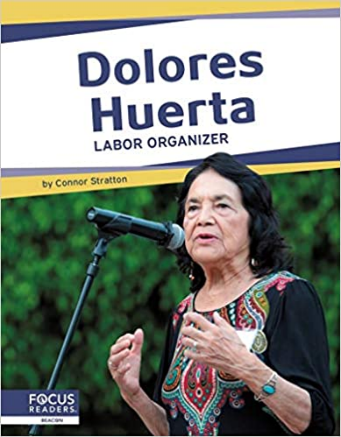 Dolores
Huerta
LABOR ORGANIZER
by Connor Stratton
FOCUS
READERS
BEACON